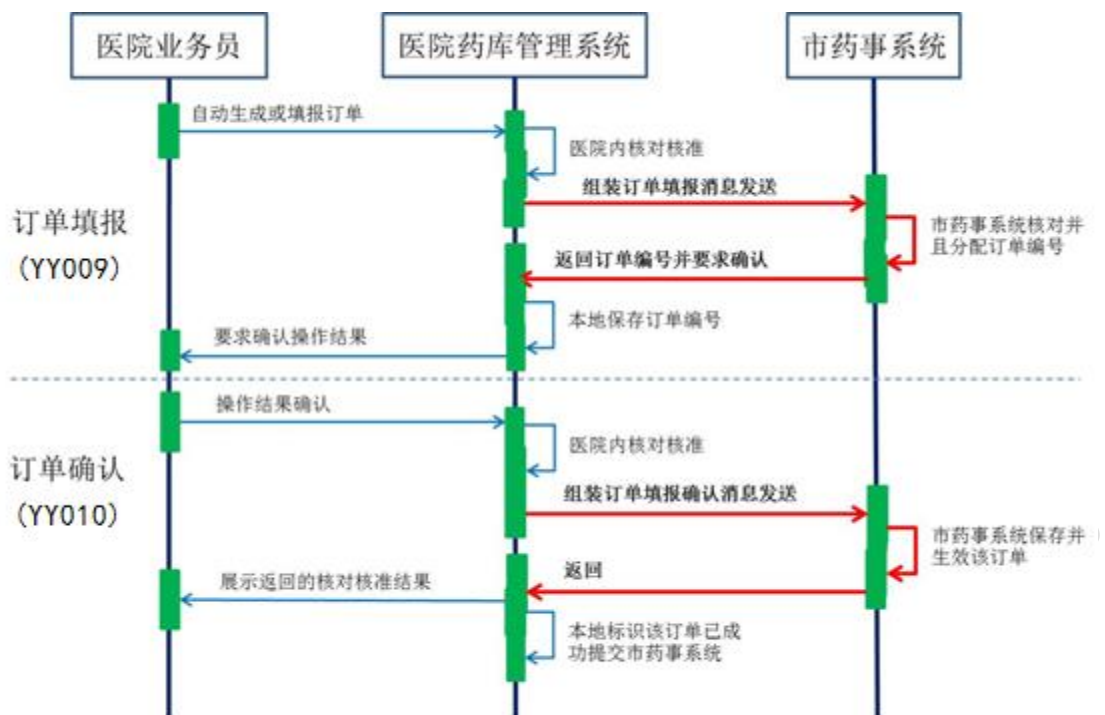 医院业务员
医院药库管理系统
市药事系统
自动生成或填报订单
医院内核对核准
组装订单填报消息发送
订单填报
(YY009)
市药事系统核对并
且分配订单编号
返回订单编号并要求确认
本地保存订单编号
要求确认操作结果
操作结果确认
医院内核对核准
订单确认
(YY010)
组装订单填报确认消息发送
市药事系统保存并
生效该订单
返回
展示返回的核对核准结果
本地标识该订单已成
功提交市药事系统